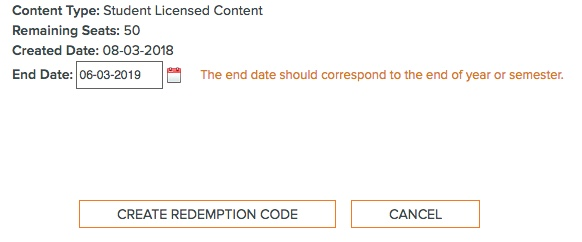 Content Type: Student Licensed Content
Remaining Seats: 50
Created Date: 08-03-2018
End Date: 06-03-2019 The end date should correspond to the end of year or semester.
CREATE REDEMPTION CODE CANCEL